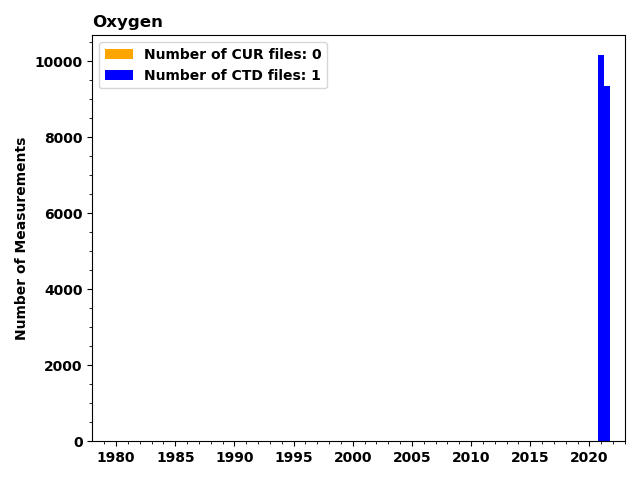 Oxygen
Number of CUR files: 0
Number of CTD files: 1
Number of Measurements
10000
8000
6000
4000
2000
0
1980 1985 1990 1995 2000 2005 2010 2015 2020